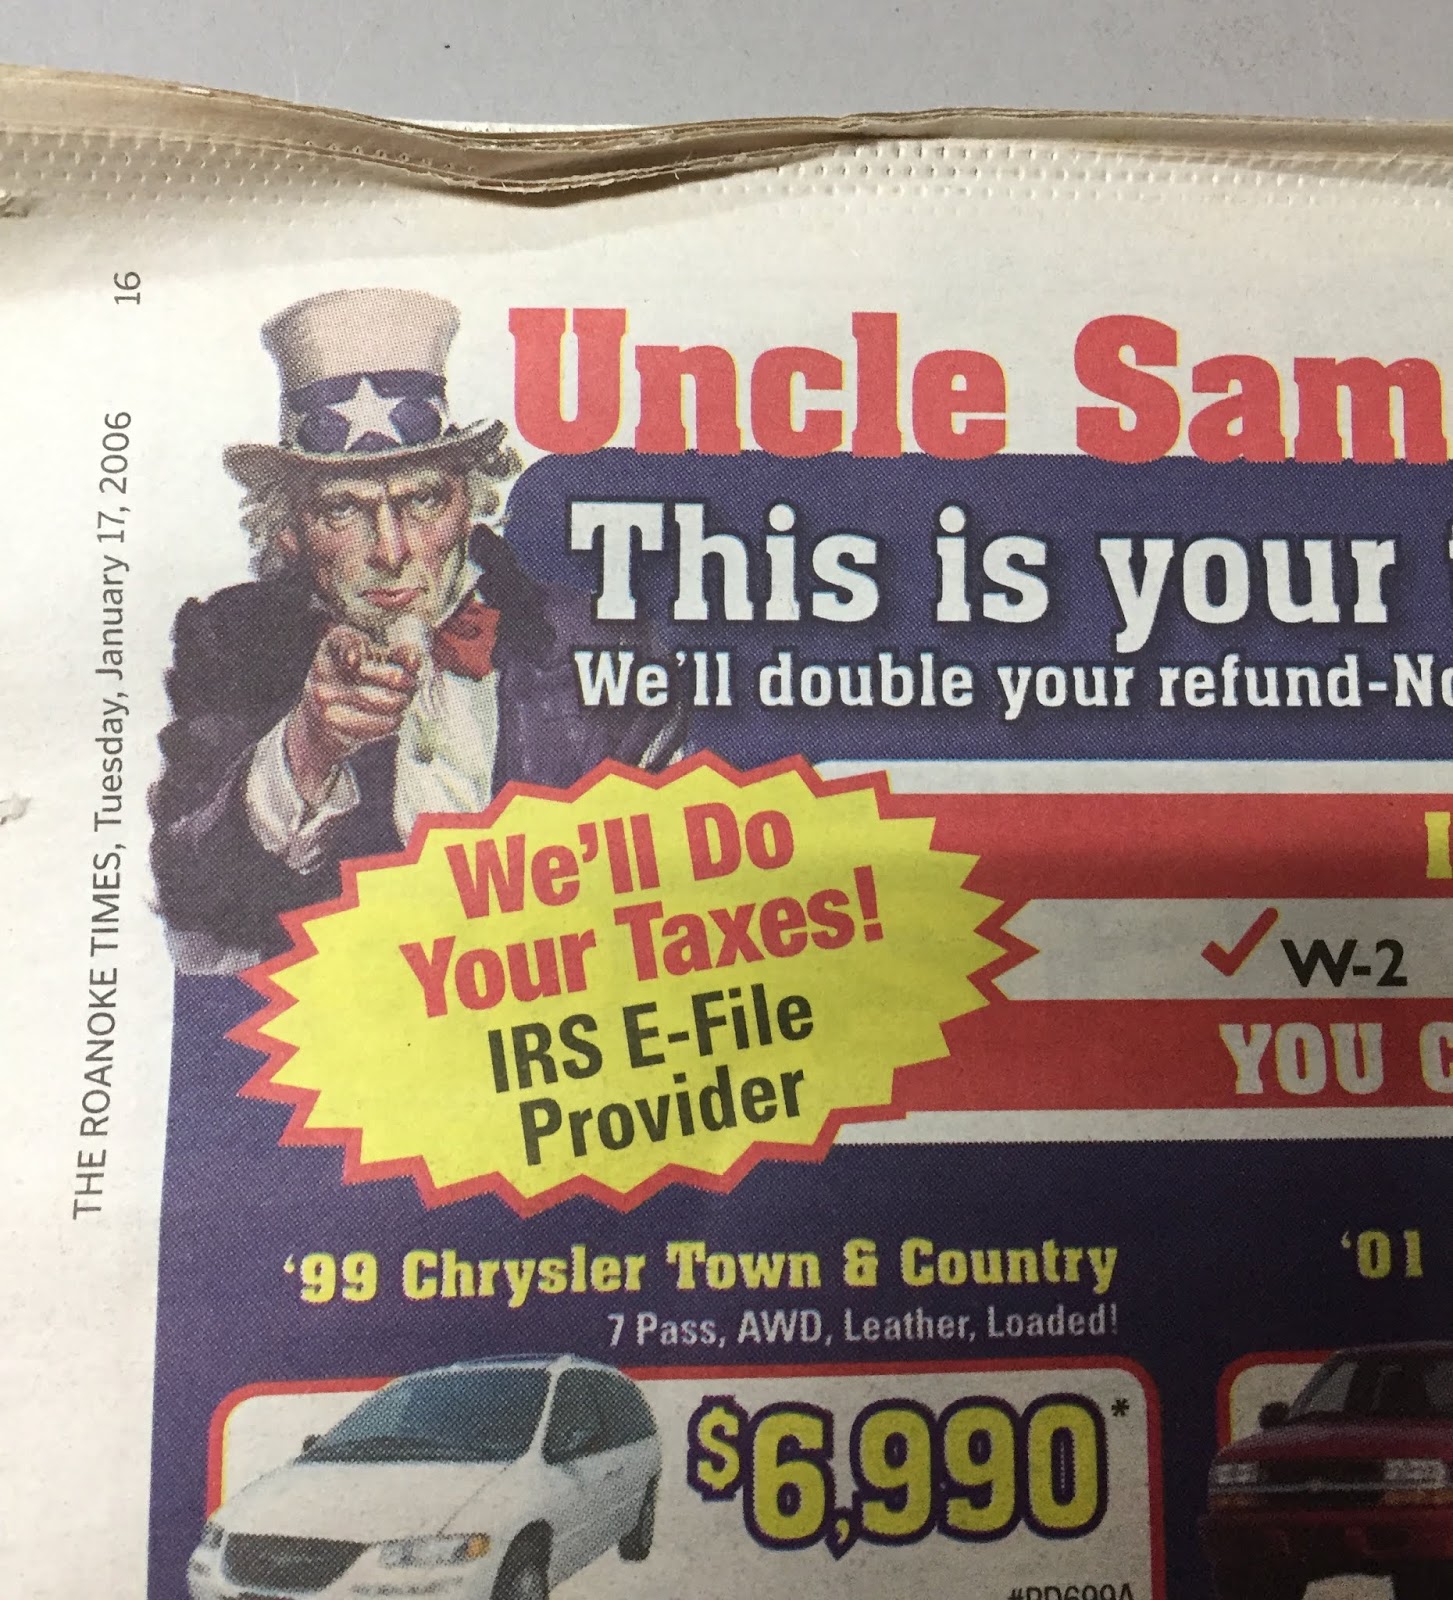 THE ROANOKE TIMES, Tuesday, January 17, 2006 16
Uncle Sam
This is your
We'll double your refund-No
We'll Do
Your Taxes!
IRS E-File
Provider
W-2
YOU C
'99 Chrysler Town & Country
7 Pass, AWD, Leather, Loaded!
$6,990*
'01